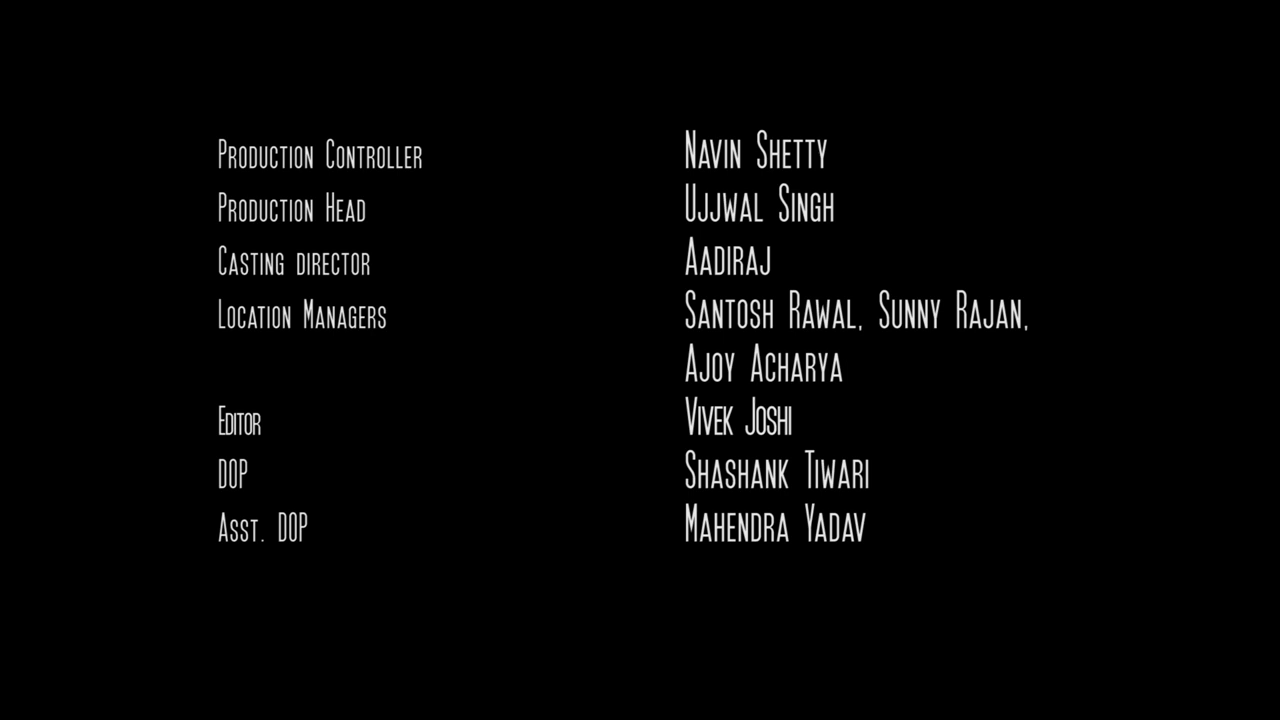 Production Controller Navin Shetty
Production Head Ujjwal Singh
Casting director Aadiraj
Location Managers Santosh Rawal, Sunny Rajan,
Ajoy Acharya
Editor Vivek Joshi
DOP Shashank Tiwari
Asst. DOP Mahendra Yadav